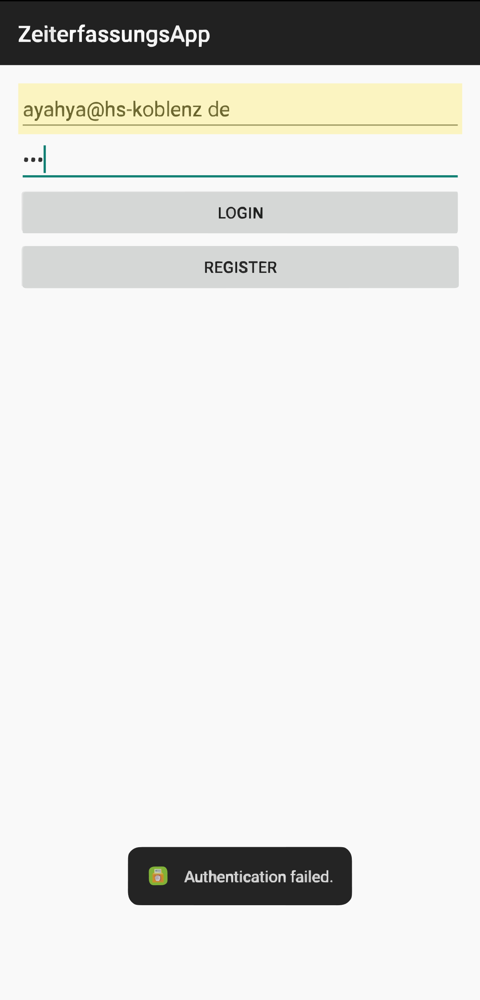 ZeiterfassungsApp
ayahya@hs-koblenz de
•••
LOGIN
REGISTER
Authentication failed.